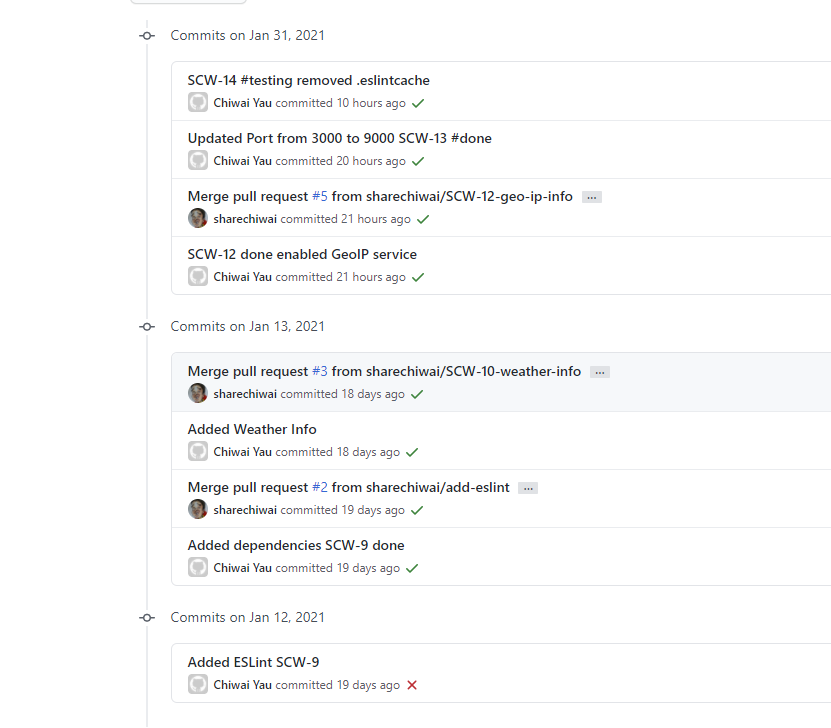 Commits on Jan 31, 2021
SCW-14 #testing removed .eslintcache
Chiwai Yau committed 10 hours ago
Updated Port from 3000 to 9000 SCW-13 #done
Chiwai Yau committed 20 hours ago
Merge pull request #5 from sharechiwai/SCW-12-geo-ip-info ...
sharechiwai committed 21 hours ago
SCW-12 done enabled GeoIP service
Chiwai Yau committed 21 hours ago
Commits on Jan 13, 2021
Merge pull request #3 from sharechiwai/SCW-10-weather-info ...
sharechiwai committed 18 days ago
Added Weather Info
Chiwai Yau committed 18 days ago
Merge pull request #2 from sharechiwai/add-eslint ...
sharechiwai committed 19 days ago
Added dependencies SCW-9 done
Chiwai Yau committed 19 days ago
Commits on Jan 12, 2021
Added ESLint SCW-9
Chiwai Yau committed 19 days ago